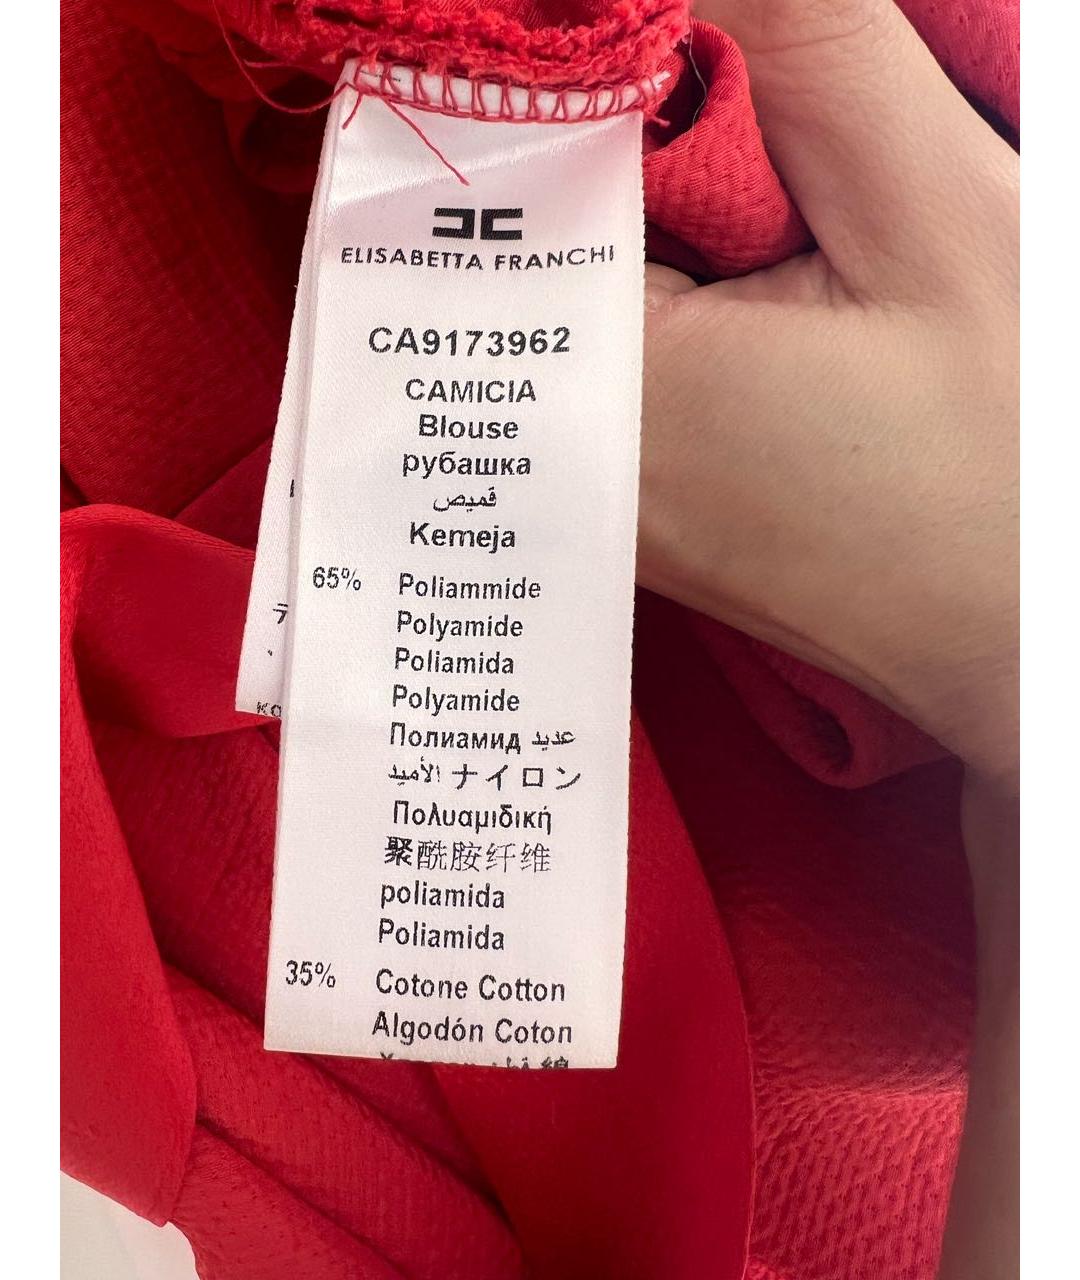 ELISABETTA FRANCHI
CA9173962
CAMICIA
Blouse
рубашка
قميص
Kemeja
65% Poliammide
Polyamide
Poliamida
Polyamide
Полиамид عديد
الأميد ナイロン
Πολυαμιδική
聚酰胺纤维
poliamida
Poliamida
35% Cotone Cotton
Algodón Coton